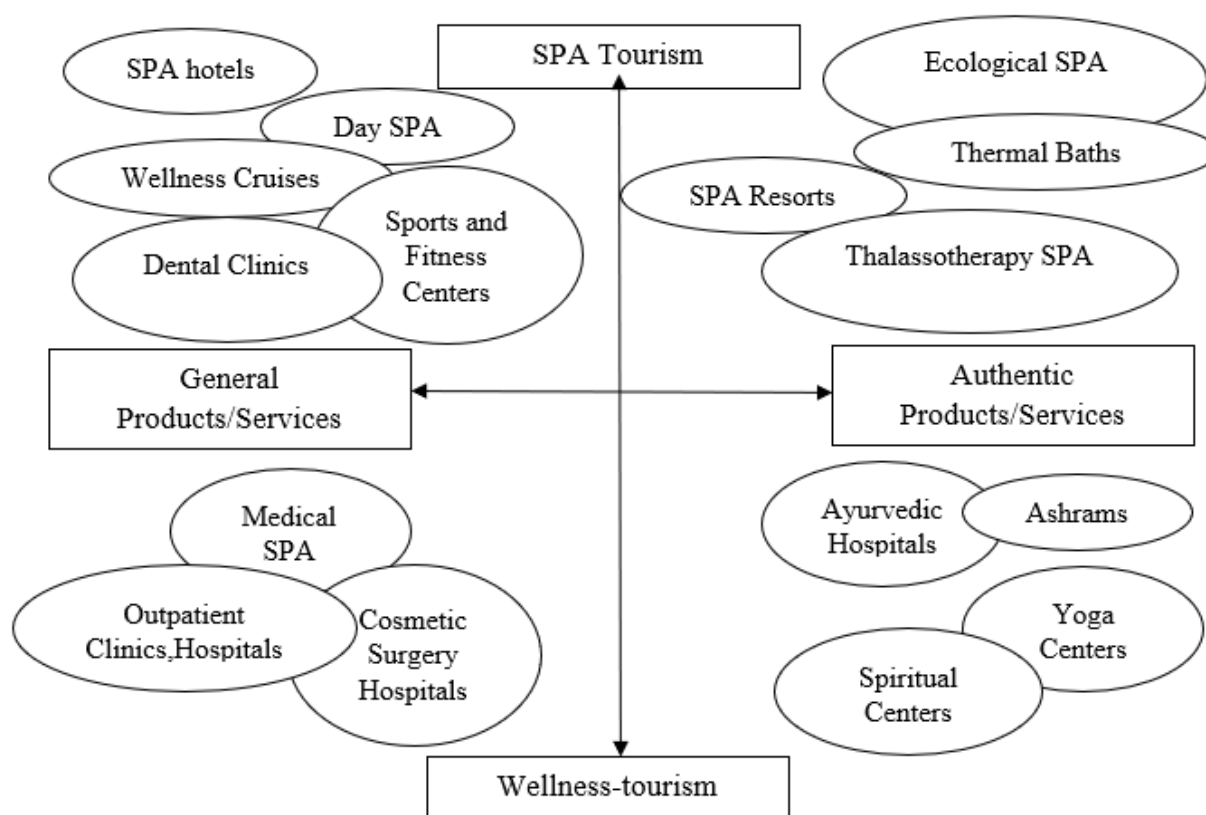 SPA Tourism
SPA hotels
Day SPA
Wellness Cruises
Sports and
Fitness
Centers
Dental Clinics
Ecological SPA
Thermal Baths
SPA Resorts
Thalassotherapy SPA
General
Products/Services
Authentic
Products/Services
Medical
SPA
Outpatient
Clinics,Hospitals
Cosmetic
Surgery
Hospitals
Ayurvedic
Hospitals
Ashrams
Yoga
Centers
Spiritual
Centers
Wellness-tourism